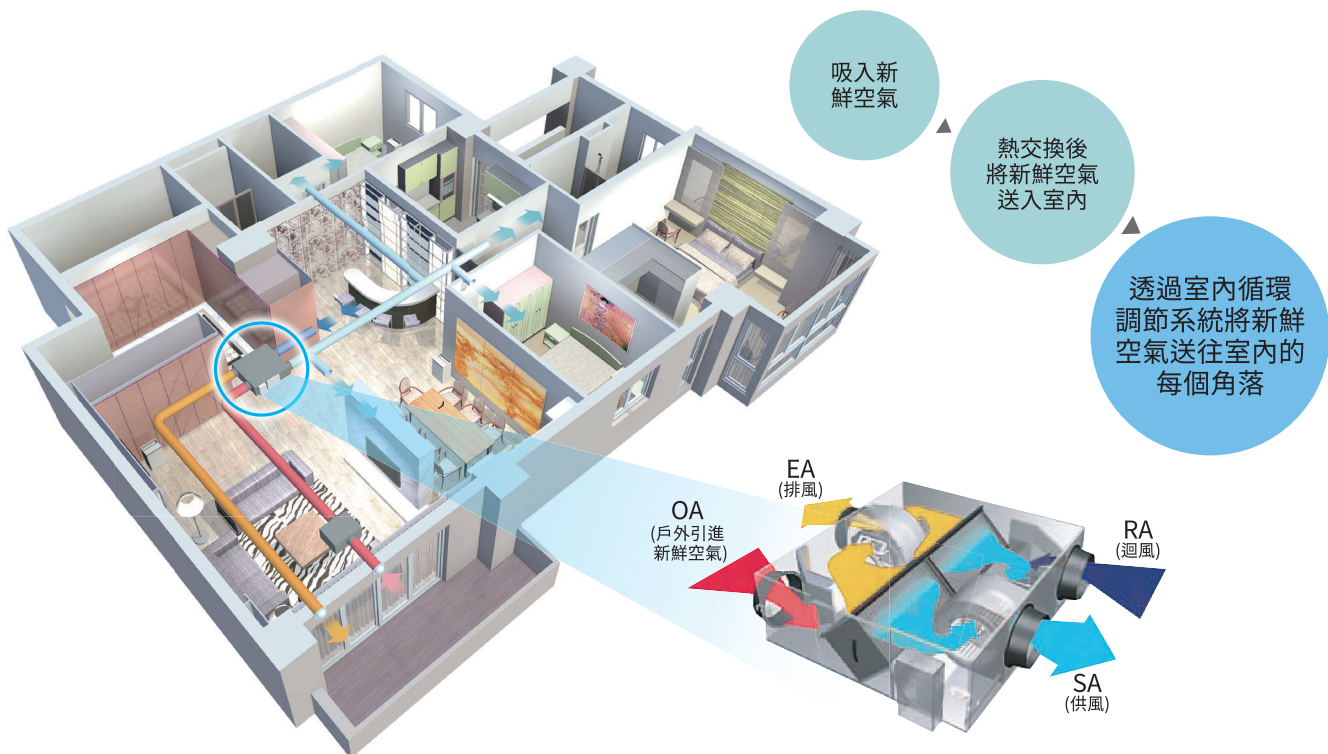 吸入新
鮮空氣
熱交換後
將新鮮空氣
送入室內
透過室內循環
調節系統將新鮮
空氣送往室內的
每個角落
EA
(排風)
OA
(戶外引進
新鮮空氣)
RA
(迴風)
SA
(供風)